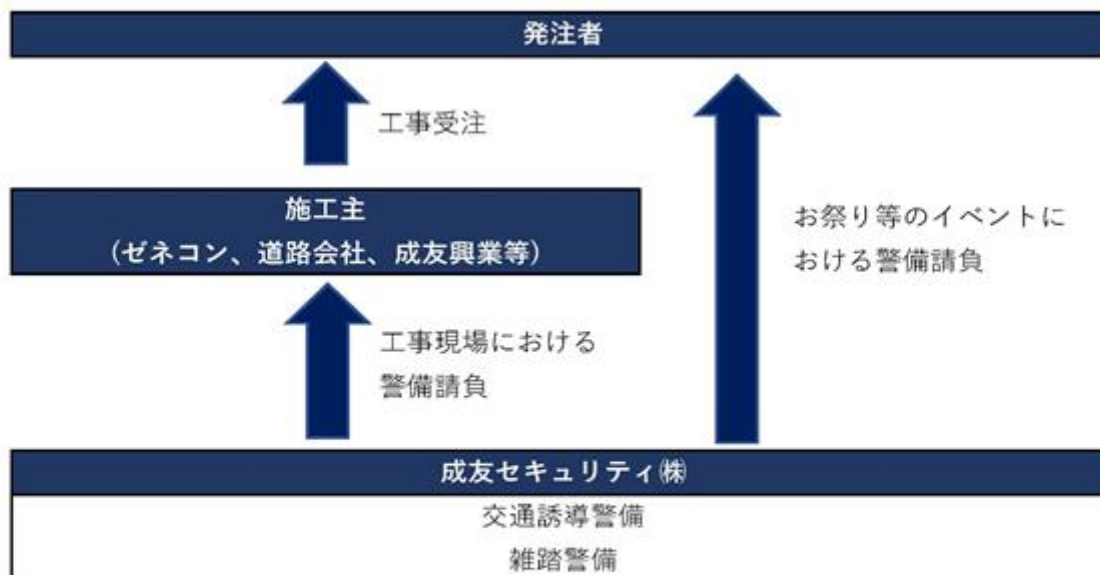 発注者
工事受注
施工主
（ゼネコン、道路会社、成友興業等）
お祭り等のイベントに
おける警備請負
工事現場における
警備請負
成友セキュリティ㈱
交通誘導警備
雑踏警備